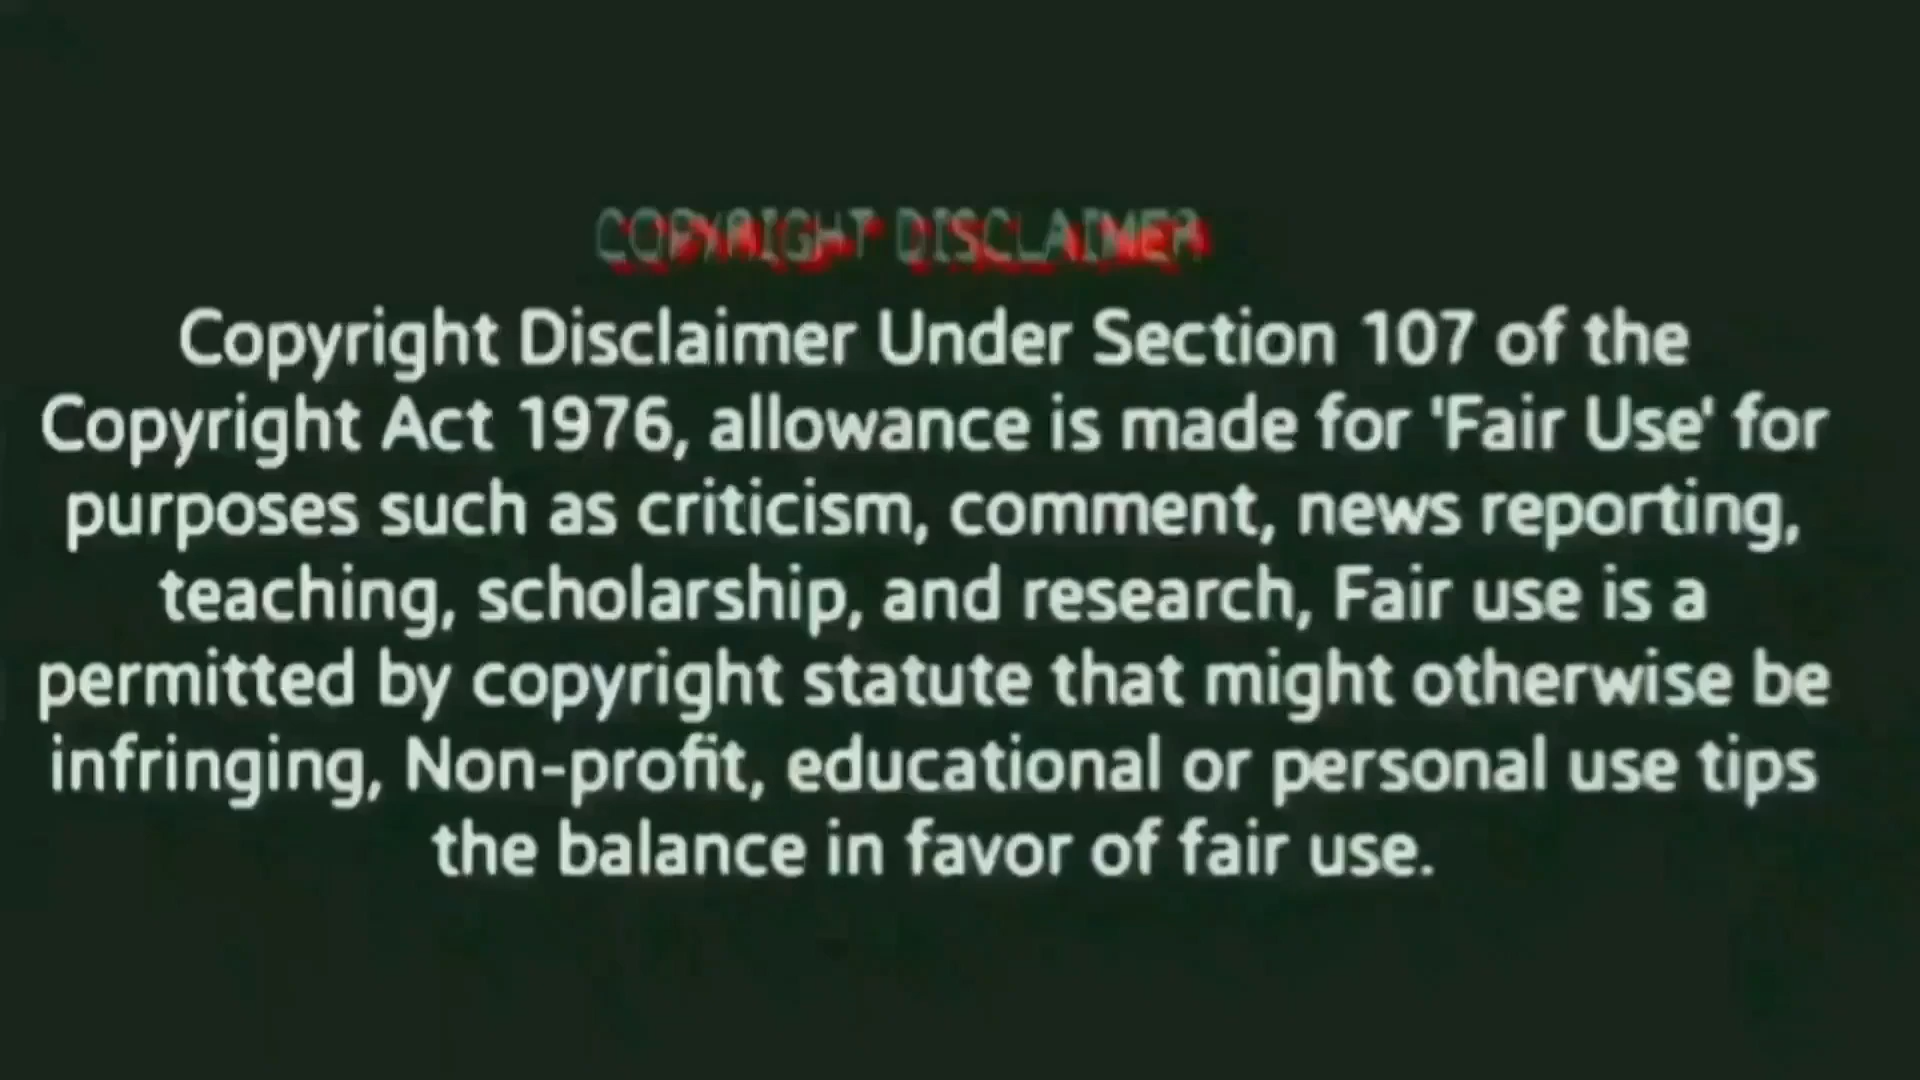 COPYRIGHT DISCLAIMER
Copyright Disclaimer Under Section 107 of the
Copyright Act 1976, allowance is made for 'Fair Use' for
purposes such as criticism, comment, news reporting,
teaching, scholarship, and research, Fair use is a
permitted by copyright statute that might otherwise be
infringing, Non-profit, educational or personal use tips
the balance in favor of fair use.